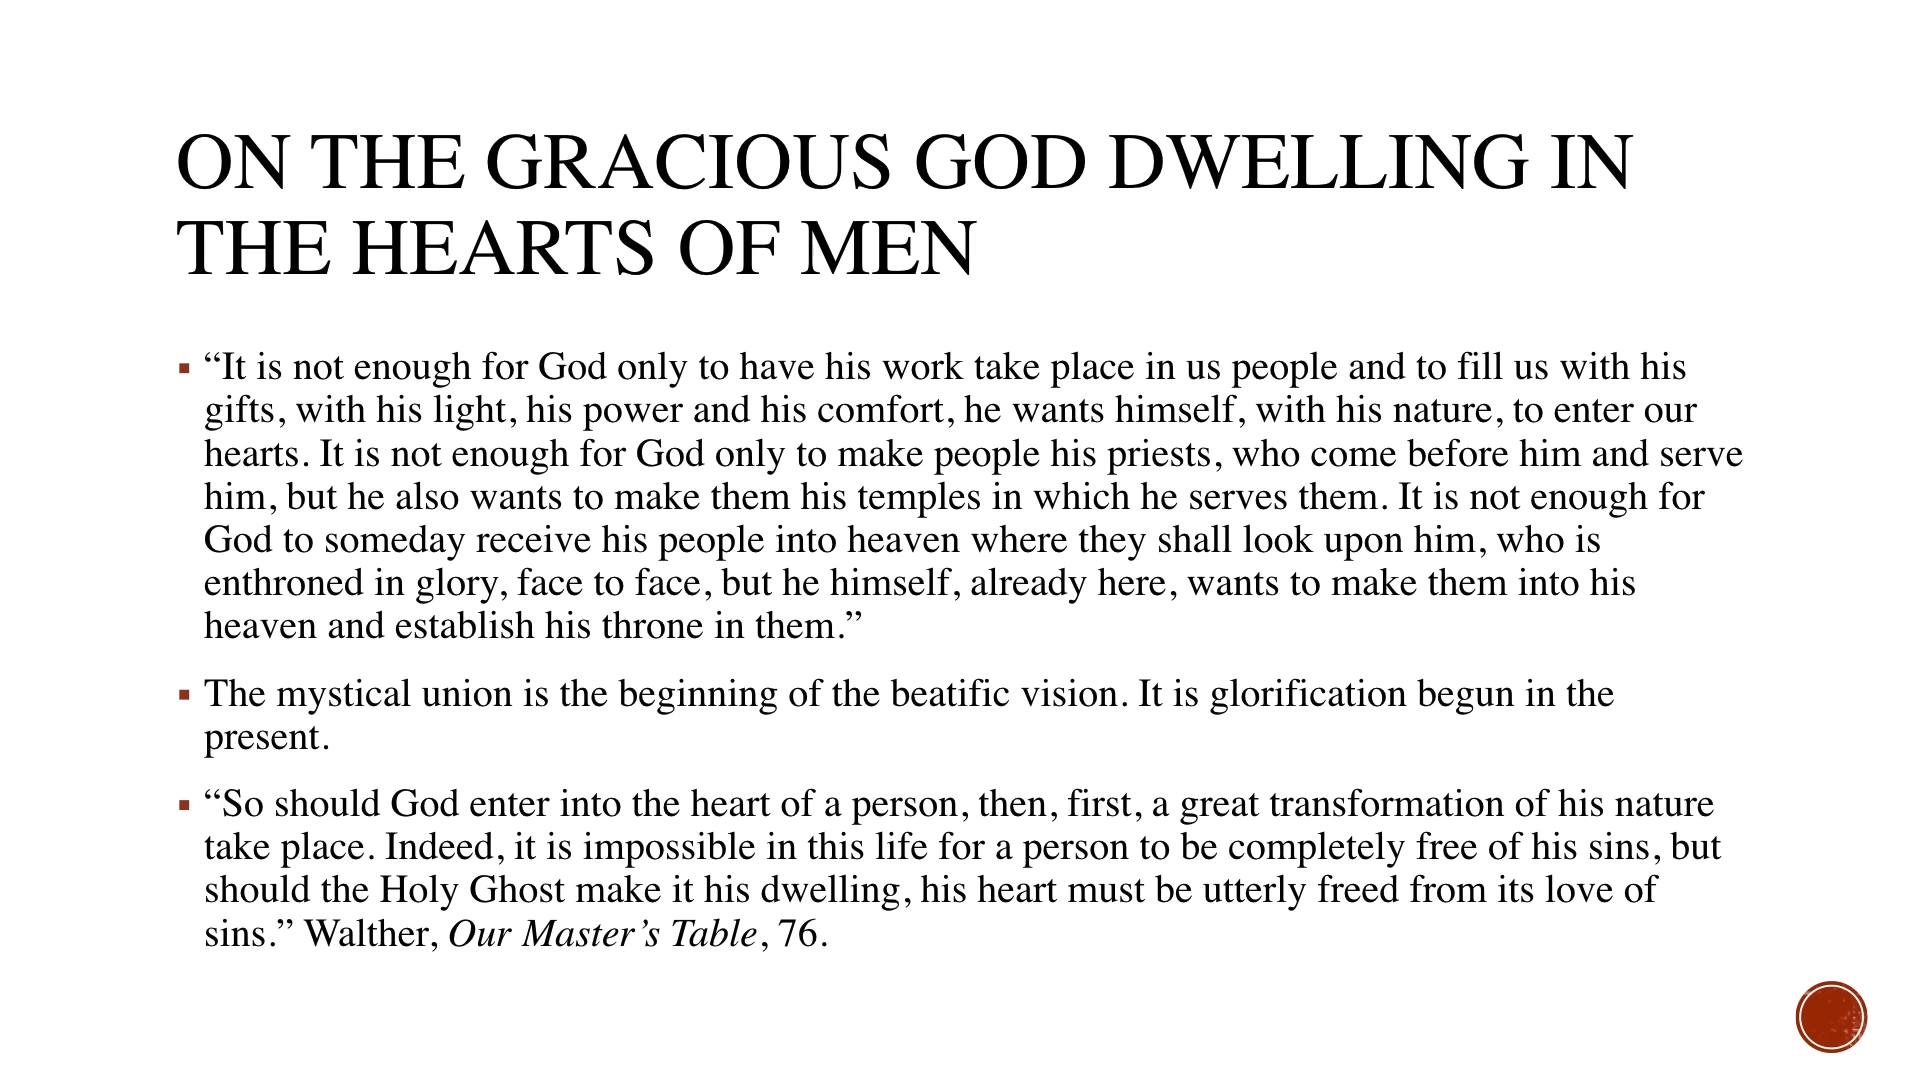 ON THE GRACIOUS GOD DWELLING IN
THE HEARTS OF MEN
▪ “It is not enough for God only to have his work take place in us people and to fill us with his
gifts, with his light, his power and his comfort, he wants himself, with his nature, to enter our
hearts. It is not enough for God only to make people his priests, who come before him and serve
him, but he also wants to make them his temples in which he serves them. It is not enough for
God to someday receive his people into heaven where they shall look upon him, who is
enthroned in glory, face to face, but he himself, already here, wants to make them into his
heaven and establish his throne in them.”
▪ The mystical union is the beginning of the beatific vision. It is glorification begun in the
present.
▪ “So should God enter into the heart of a person, then, first, a great transformation of his nature
take place. Indeed, it is impossible in this life for a person to be completely free of his sins, but
should the Holy Ghost make it his dwelling, his heart must be utterly freed from its love of
sins.” Walther, Our Master’s Table, 76.